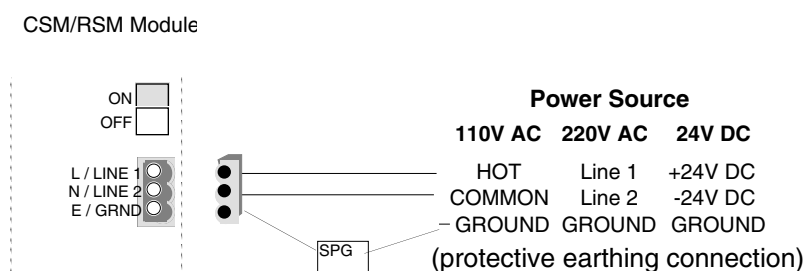 CSM/RSM Module
ON
OFF
L / LINE 1
N / LINE 2
E / GRND
SPG
Power Source
110V AC 220V AC 24V DC
HOT Line 1 +24V DC
COMMON Line 2 -24V DC
GROUND GROUND GROUND
(protective earthing connection)